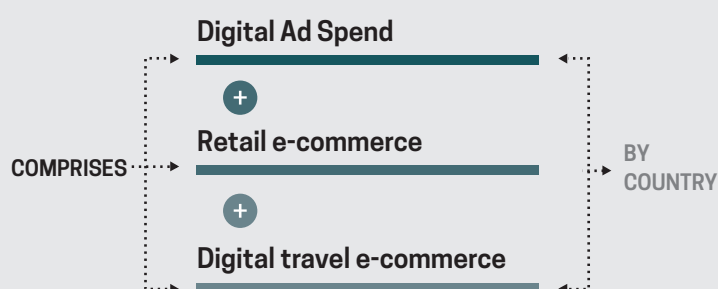 Digital Ad Spend
+
Retail e-commerce
COMPRISES
BY
COUNTRY
+
Digital travel e-commerce